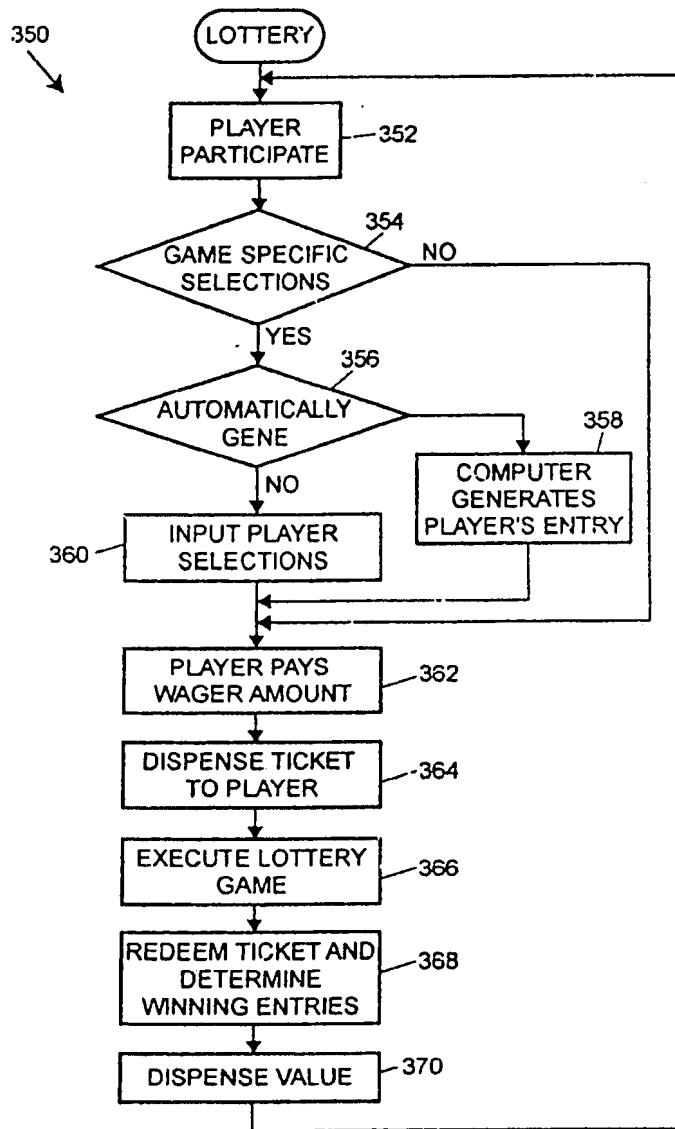 350
LOTTERY
PLAYER
PARTICIPATE
352
354
GAME SPECIFIC
SELECTIONS
NO
YES
356
AUTOMATICALLY
GENE
358
COMPUTER
GENERATES
PLAYER'S ENTRY
NO
360
INPUT PLAYER
SELECTIONS
PLAYER PAYS
WAGER AMOUNT
362
DISPENSE TICKET
TO PLAYER
364
EXECUTE LOTTERY
GAME
366
REDEEM TICKET AND
DETERMINE
WINNING ENTRIES
368
DISPENSE VALUE
370